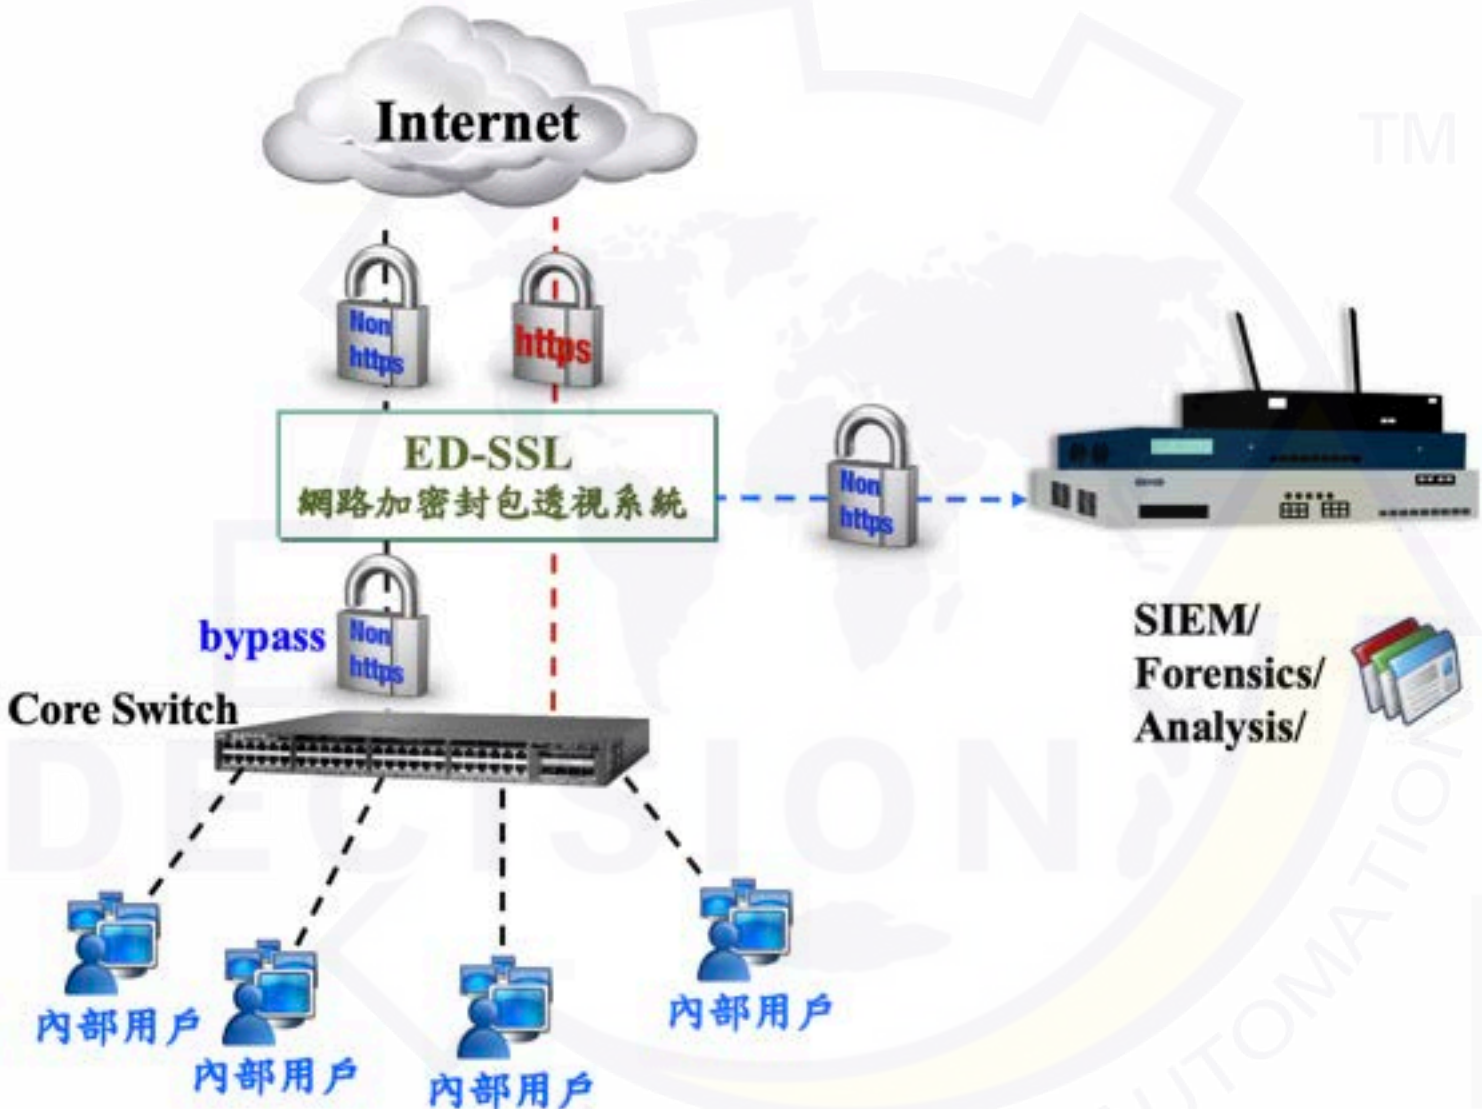 Internet
TM
Non
https
https
ED-SSL
網路加密封包透視系統
Non
https
bypass
Non
https
Core Switch
SIEM/
Forensics/
Analysis/
DECISION
AUTOMATION
內部用戶
內部用戶
內部用戶
內部用戶